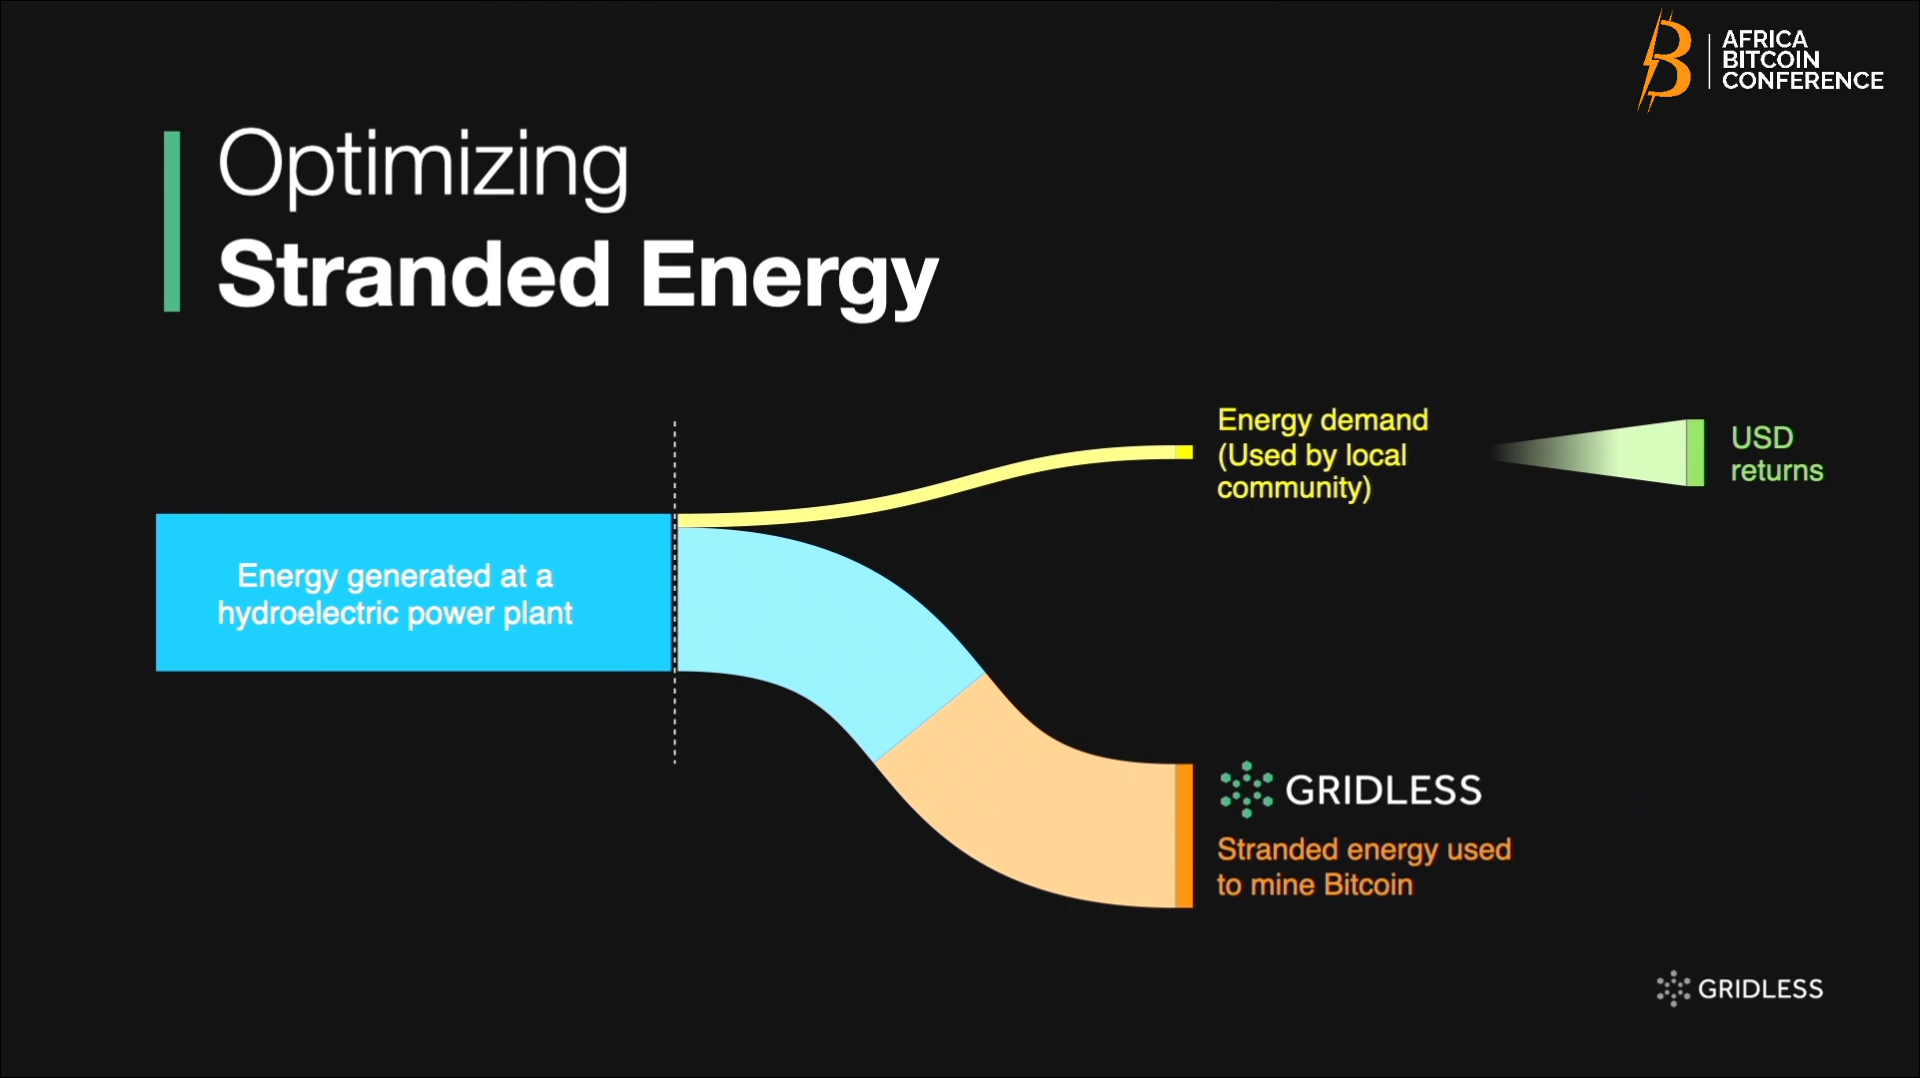 AFRICA
BITCOIN
CONFERENCE
Optimizing
Stranded Energy
Energy demand
(Used by local
community)
USD
returns
Energy generated at a
hydroelectric power plant
GRIDLESS
Stranded energy used
to mine Bitcoin
GRIDLESS